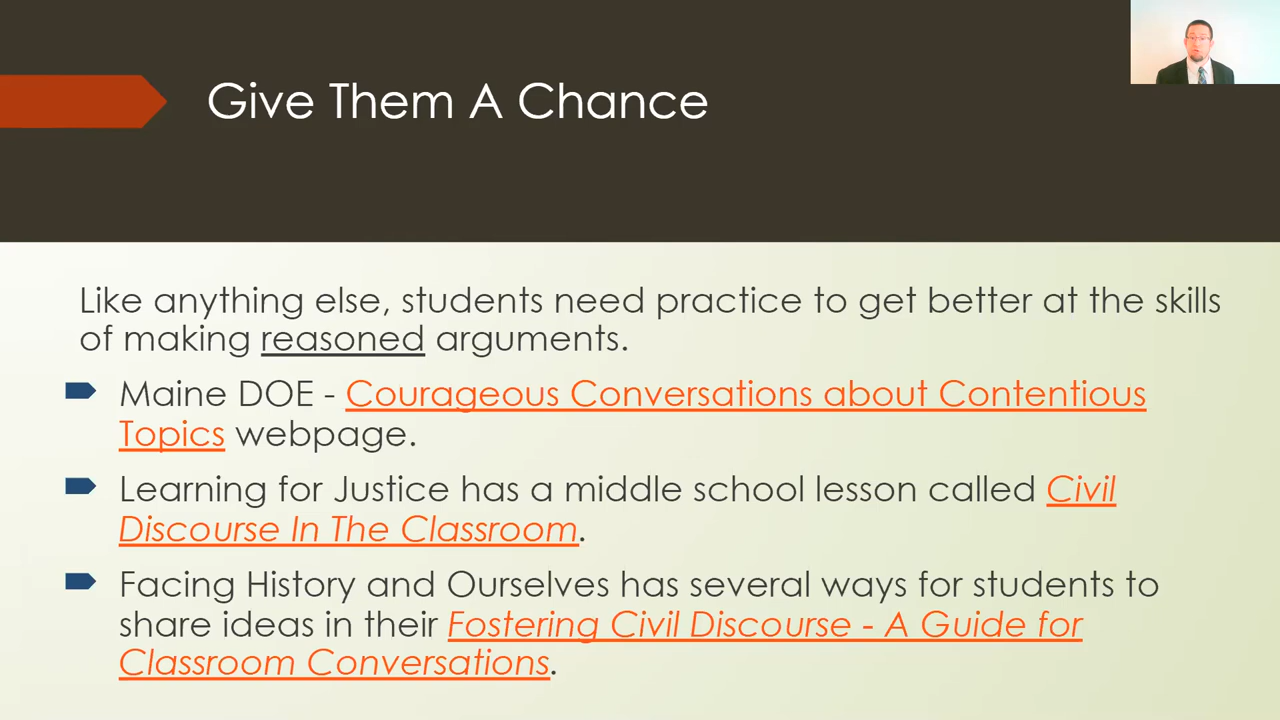 Give Them A Chance
Like anything else, students need practice to get better at the skills
of making reasoned arguments.
Maine DOE - Courageous Conversations about Contentious
Topics webpage.
Learning for Justice has a middle school lesson called Civil
Discourse In The Classroom.
Facing History and Ourselves has several ways for students to
share ideas in their Fostering Civil Discourse - A Guide for
Classroom Conversations.